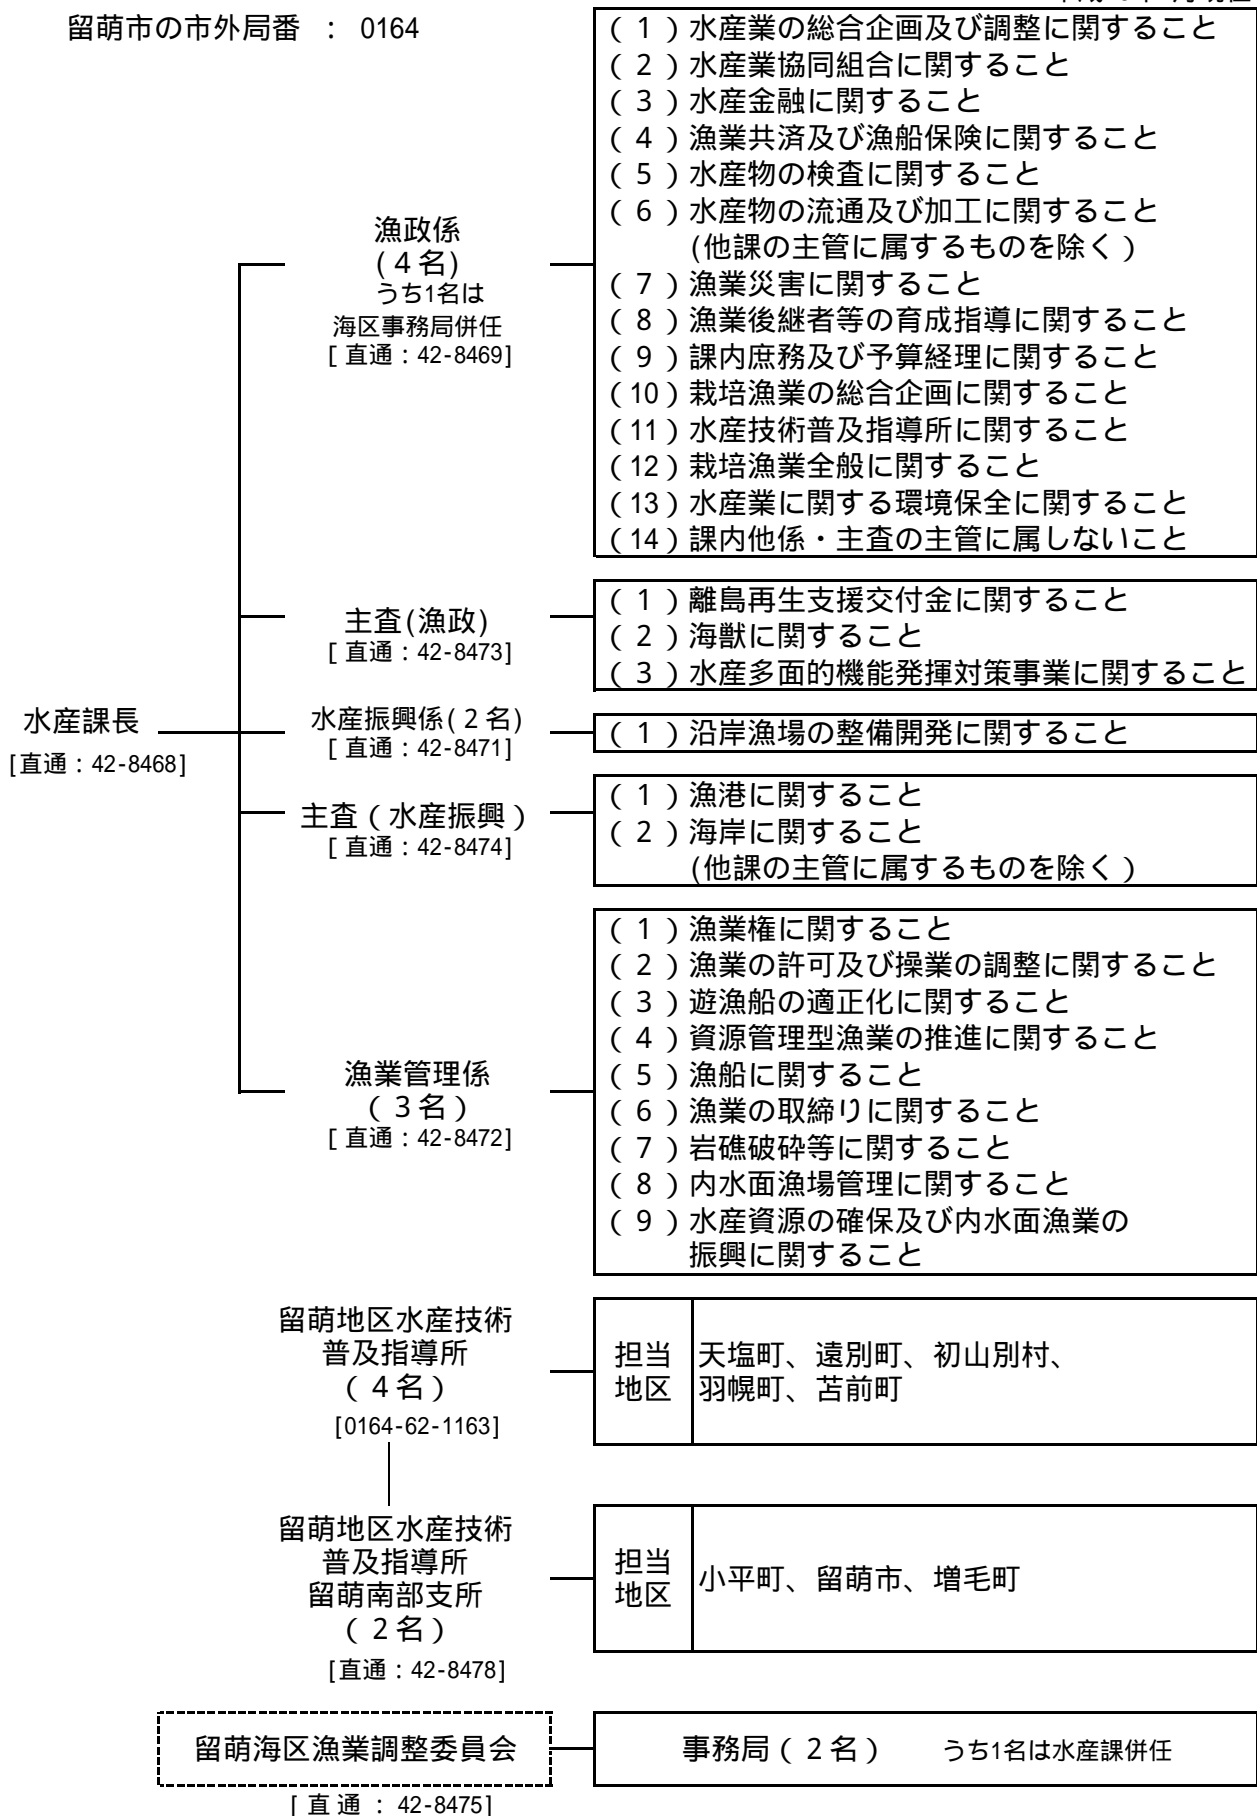 留萌市の市外局番 : 0164
水産課長
[直通：42-8468]
漁政係
(４名)
うち1名は
海区事務局併任
[直通：42-8469]
(１)水産業の総合企画及び調整に関すること
(２)水産業協同組合に関すること
(３)水産金融に関すること
(４)漁業共済及び漁船保険に関すること
(５)水産物の検査に関すること
(６)水産物の流通及び加工に関すること
(他課の主管に属するものを除く)
(７)漁業災害に関すること
(８)漁業後継者等の育成指導に関すること
(９)課内庶務及び予算経理に関すること
(10)栽培漁業の総合企画に関すること
(11)水産技術普及指導所に関すること
(12)栽培漁業全般に関すること
(13)水産業に関する環境保全に関すること
(14)課内他係・主査の主管に属しないこと
主査(漁政)
[直通：42-8473]
(１)離島再生支援交付金に関すること
(２)海獣に関すること
(３)水産多面的機能発揮対策事業に関すること
水産振興係(２名)
[直通：42-8471]
(１)沿岸漁場の整備開発に関すること
主査(水産振興)
[直通：42-8474]
(１)漁港に関すること
(２)海岸に関すること
(他課の主管に属するものを除く)
漁業管理係
(３名)
[直通：42-8472]
(１)漁業権に関すること
(２)漁業の許可及び操業の調整に関すること
(３)遊漁船の適正化に関すること
(４)資源管理型漁業の推進に関すること
(５)漁船に関すること
(６)漁業の取締りに関すること
(７)岩礁破砕等に関すること
(８)内水面漁場管理に関すること
(９)水産資源の確保及び内水面漁業の
振興に関すること
留萌地区水産技術
普及指導所
(４名)
[0164-62-1163]
担当
地区
天塩町、遠別町、初山別村、
羽幌町、苫前町
留萌地区水産技術
普及指導所
留萌南部支所
(２名)
[直通：42-8478]
担当
地区
小平町、留萌市、増毛町
留萌海区漁業調整委員会
[直通：42-8475]
事務局(２名) うち1名は水産課併任